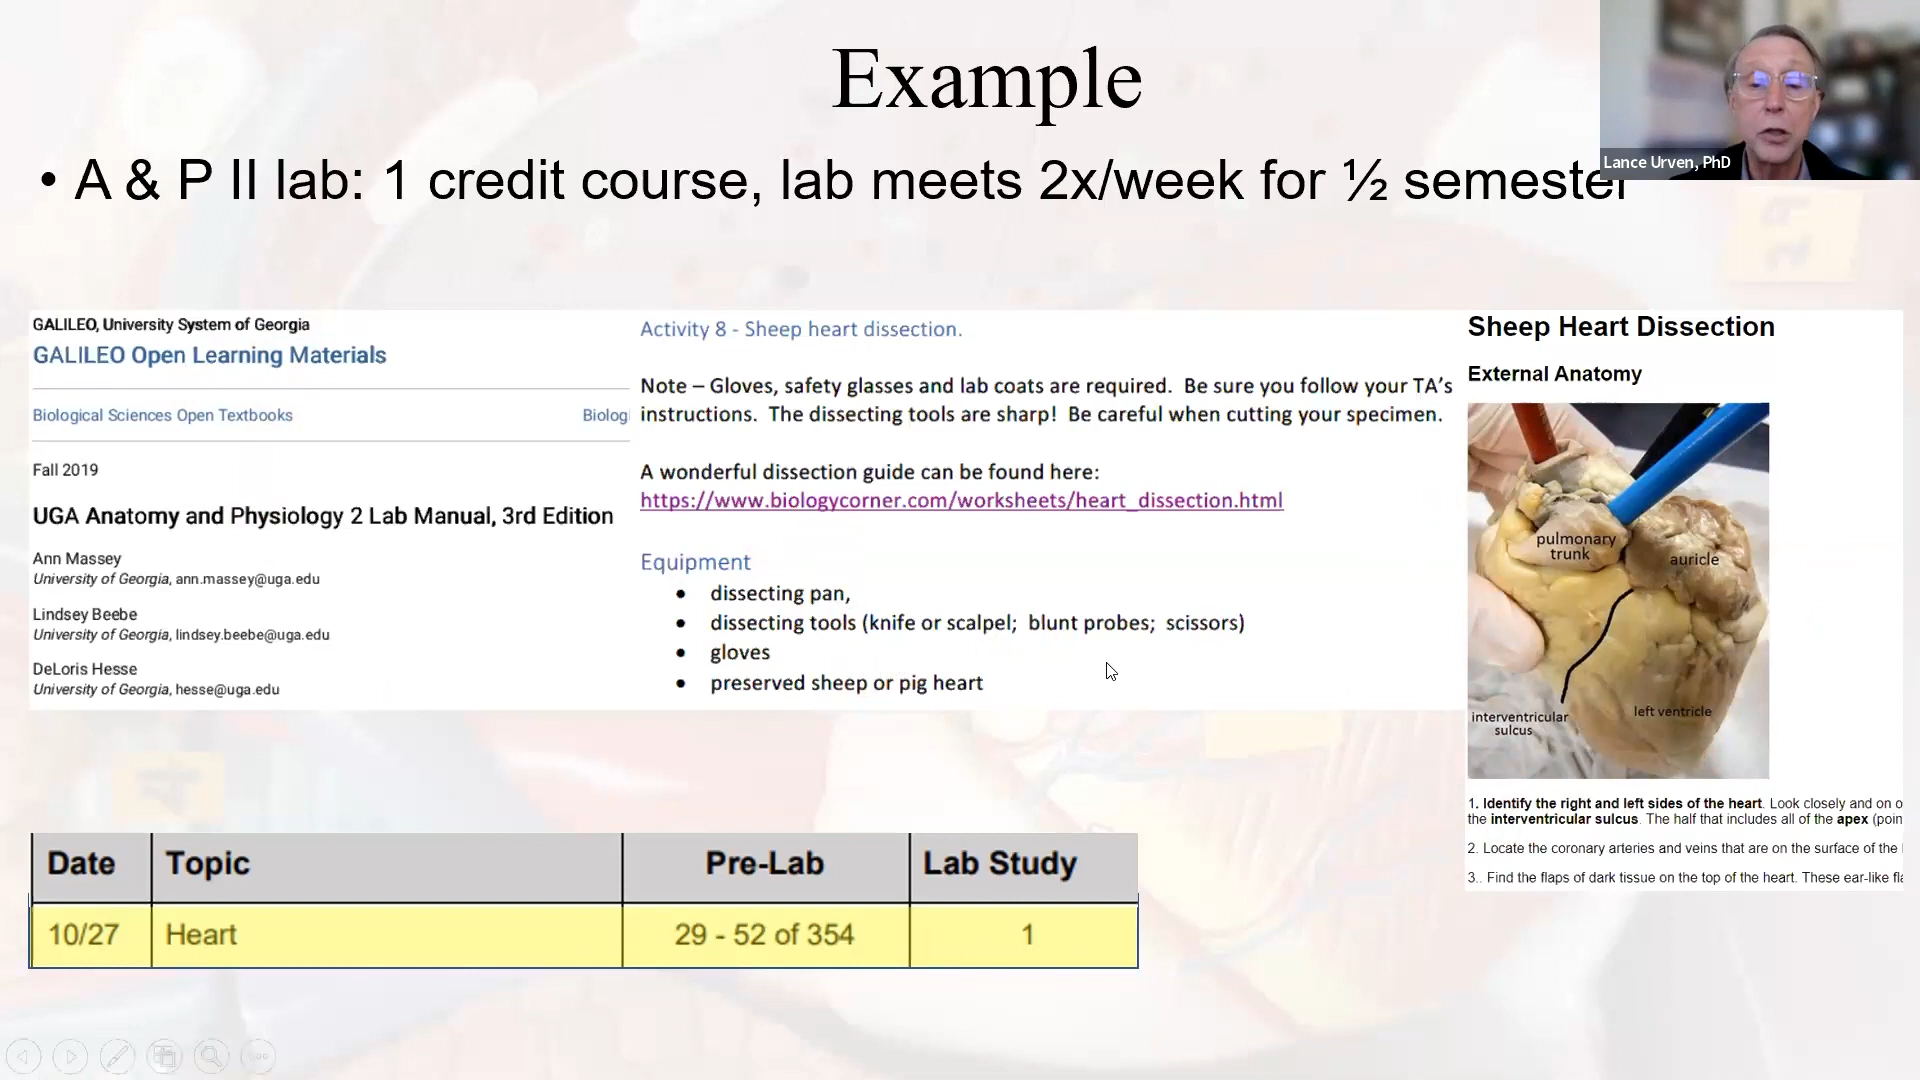 Example
• A & P II lab: 1 credit course, lab meets 2x/week for ½ semester
Lance Urven, PhD
GALILEO, University System of Georgia
GALILEO Open Learning Materials
Biological Sciences Open Textbooks
Biolog
Fall 2019
UGA Anatomy and Physiology 2 Lab Manual, 3rd Edition
Ann Massey
University of Georgia, ann.massey@uga.edu
Lindsey Beebe
University of Georgia, lindsey.beebe@uga.edu
DeLoris Hesse
University of Georgia, hesse@uga.edu
Activity 8 - Sheep heart dissection.
Note – Gloves, safety glasses and lab coats are required. Be sure you follow your TA's
instructions. The dissecting tools are sharp! Be careful when cutting your specimen.
A wonderful dissection guide can be found here:
https://www.biologycorner.com/worksheets/heart_dissection.html
Equipment
• dissecting pan,
• dissecting tools (knife or scalpel; blunt probes; scissors)
• gloves
• preserved sheep or pig heart
Sheep Heart Dissection
External Anatomy
pulmonary
trunk
auricle
interventricular
sulcus
left ventricle
1. Identify the right and left sides of the heart. Look closely and on o
the interventricular sulcus. The half that includes all of the apex (poin
2. Locate the coronary arteries and veins that are on the surface of the
3.. Find the flaps of dark tissue on the top of the heart. These ear-like fla
Date Topic Pre-Lab Lab Study
10/27 Heart 29 - 52 of 354 1